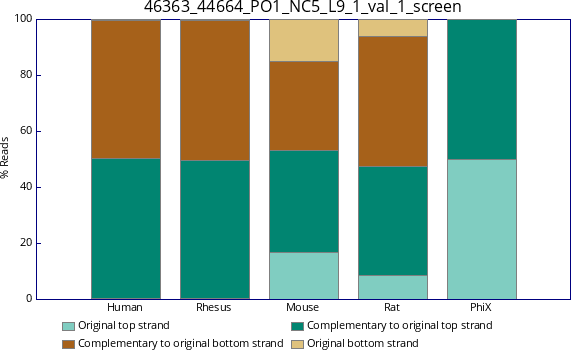 46363_44664_PO1_NC5_L9_1_val_1_screen
100
80
60
40
20
0
% Reads
Human Rhesus Mouse Rat PhiX
Original top strand Complementary to original top strand
Complementary to original bottom strand Original bottom strand